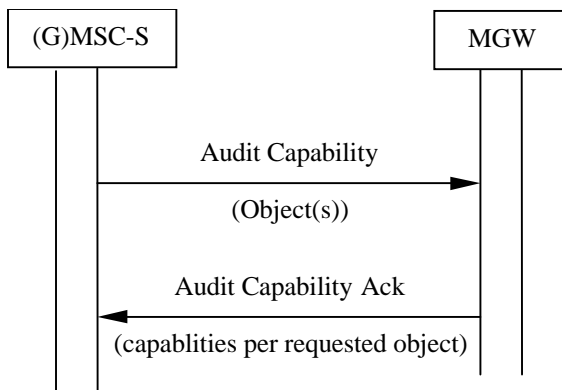 (G)MSC-S
MGW
Audit Capability
(Object(s))
Audit Capability Ack
(capablities per requested object)